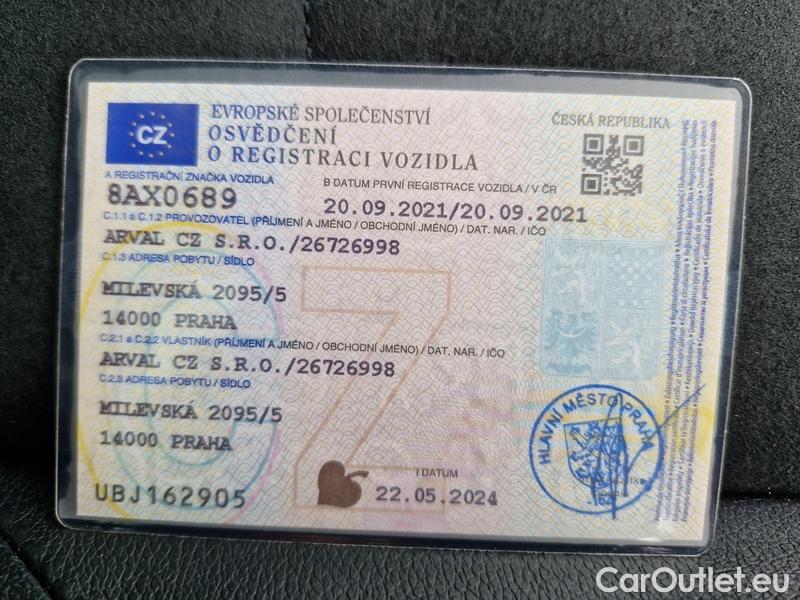 CZ
EVROPSKÉ SPOLEČENSTVÍ
OSVĚDČENÍ
O REGISTRACI VOZIDLA
ČESKÁ REPUBLIKA
A REGISTRAČNÍ ZNAČKA VOZIDLA
8AX0689
B DATUM PRVNÍ REGISTRACE VOZIDLA / V ČR
20.09.2021/20.09.2021
C.1.1 a C.1.2 PROVOZOVATEL (PŘÍJMENÍ A JMÉNO / OBCHODNÍ JMÉNO) / DAT. NAR. / IČO
ARVAL CZ S.R.O./26726998
C.1.3 ADRESA POBYTU / SÍDLO
MILEVSKÁ 2095/5
14000 PRAHA
C.2.1 a C.2.2 VLASTNÍK (PŘÍJMENÍ A JMÉNO / OBCHODNÍ JMÉNO) / DAT. NAR. / IČO
ARVAL CZ S.R.O./26726998
C.2.3 ADRESA POBYTU / SÍDLO
MILEVSKÁ 2095/5
14000 PRAHA
UBJ162905
I DATUM
22.05.2024
HLAVNÍ MĚSTO PRAHA
CarOutlet.eu